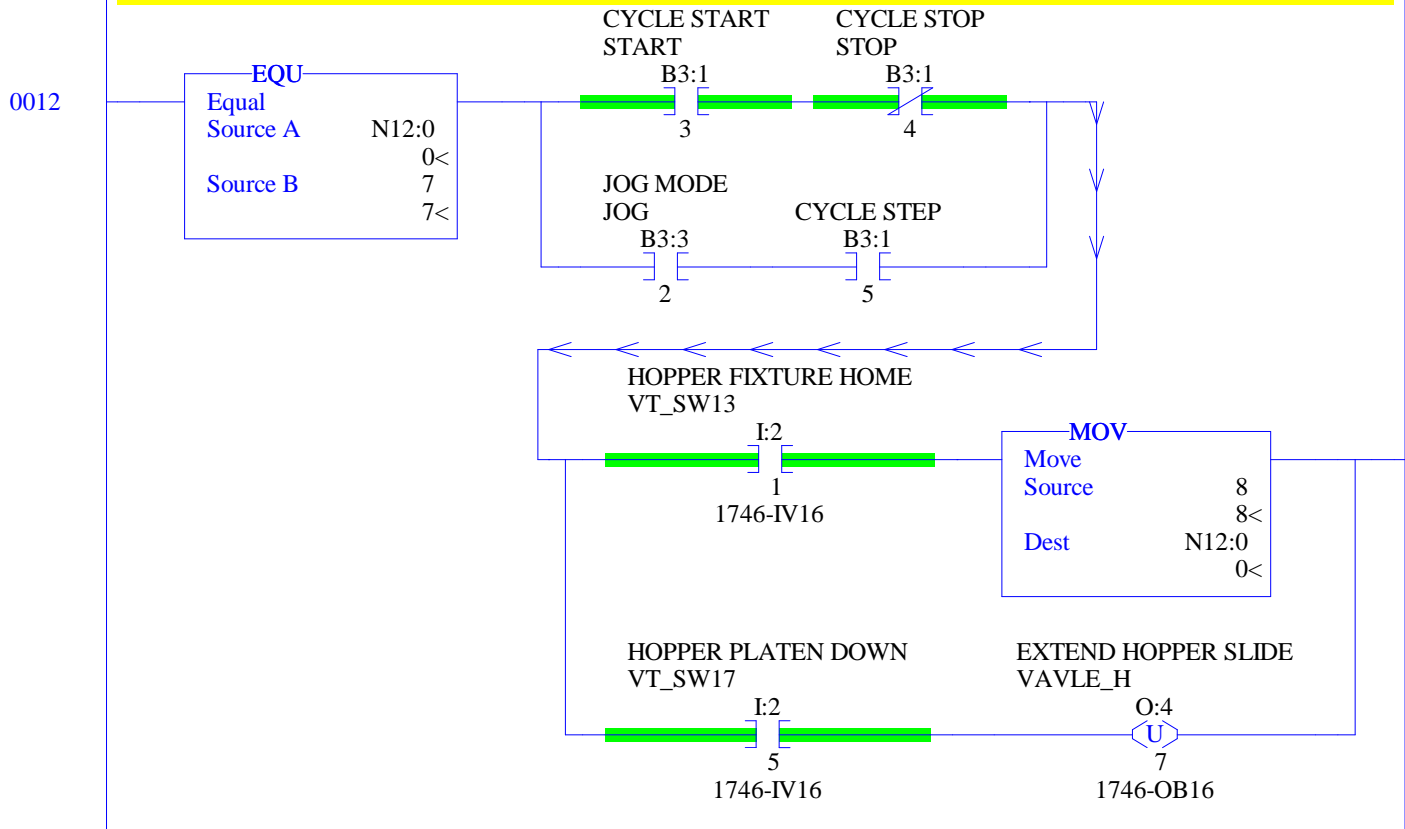 CYCLE START CYCLE STOP
START STOP
0012 EQU B3:1 B3:1
Equal
Source A N12:0 3 4
0<
Source B 7
7<
JOG MODE
JOG CYCLE STEP
B3:3 B3:1
2 5
HOPPER FIXTURE HOME
VT_SW13
I:2 MOV
Move
1 Source 8
1746-IV16 8<
Dest N12:0
0<
HOPPER PLATEN DOWN EXTEND HOPPER SLIDE
VT_SW17 VAVLE_H
I:2 O:4
U
5 7
1746-IV16 1746-OB16